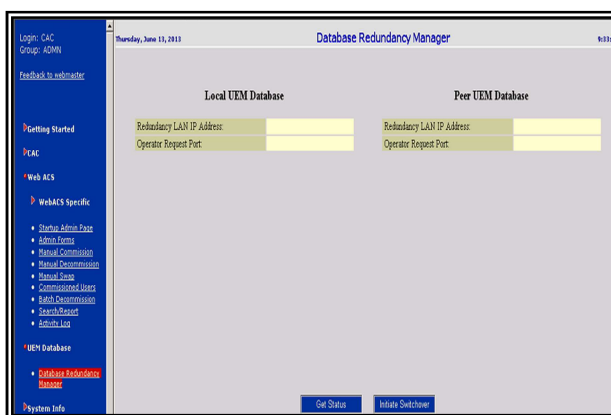 Login: CAC
Group: ADMN
Feedback to webmaster
Getting Started
CAC
Web ACS
WebACS Specific
Startup Admin Page
Admin Forms
Manual Commission
Manual Decommission
Manual Swap
Commissioned Users
Batch Decommission
Search/Report
Activity Log
UEM Database
Database Redundancy
Manager
System Info
Thursday, June 13, 2013
Database Redundancy Manager
9:33:
Local UEM Database
Redundancy LAN IP Address:
Operator Request Port:
Peer UEM Database
Redundancy LAN IP Address:
Operator Request Port:
Get Status
Initiate Switchover